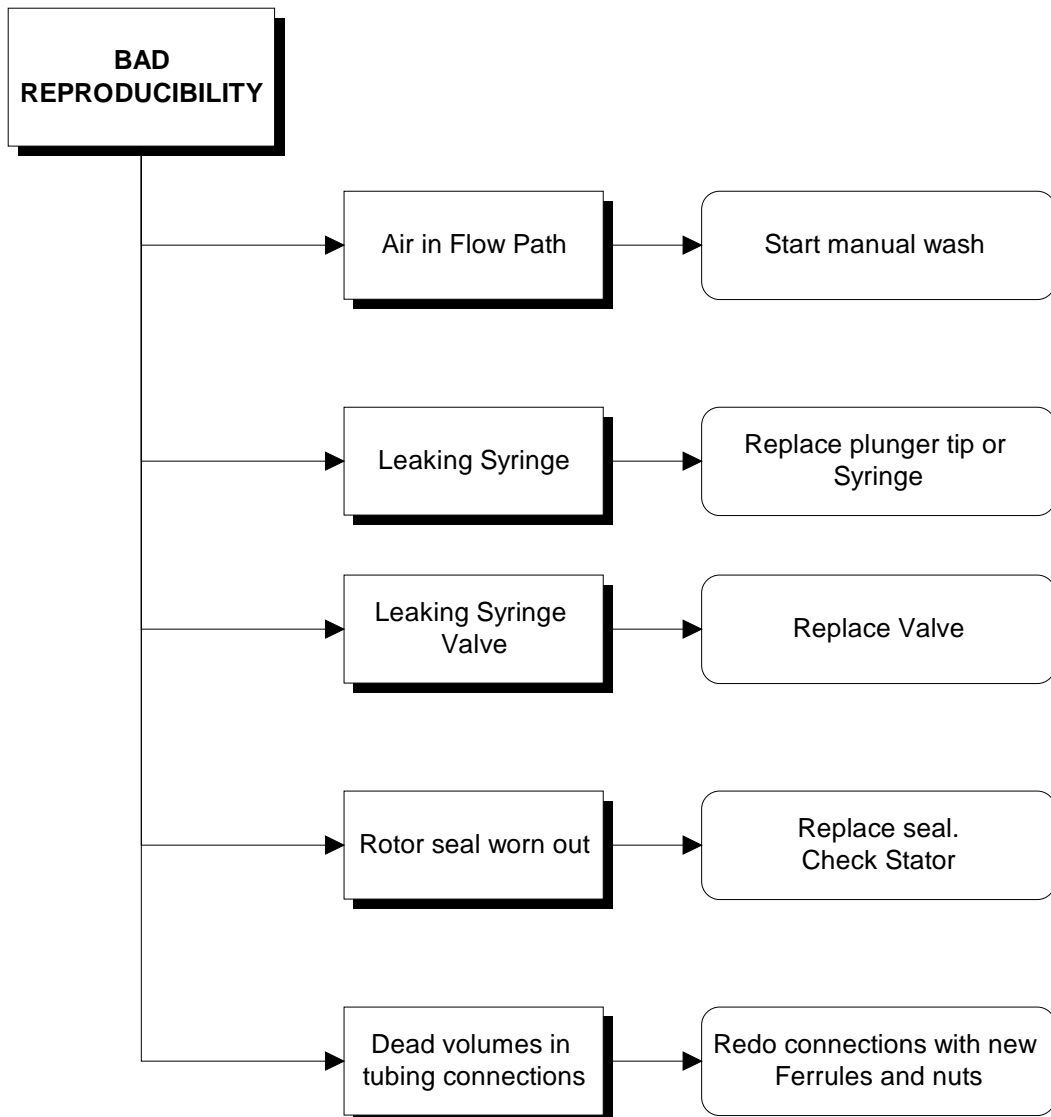 BAD
REPRODUCIBILITY
Air in Flow Path
Start manual wash
Leaking Syringe
Replace plunger tip or
Syringe
Leaking Syringe
Valve
Replace Valve
Rotor seal worn out
Replace seal.
Check Stator
Dead volumes in
tubing connections
Redo connections with new
Ferrules and nuts